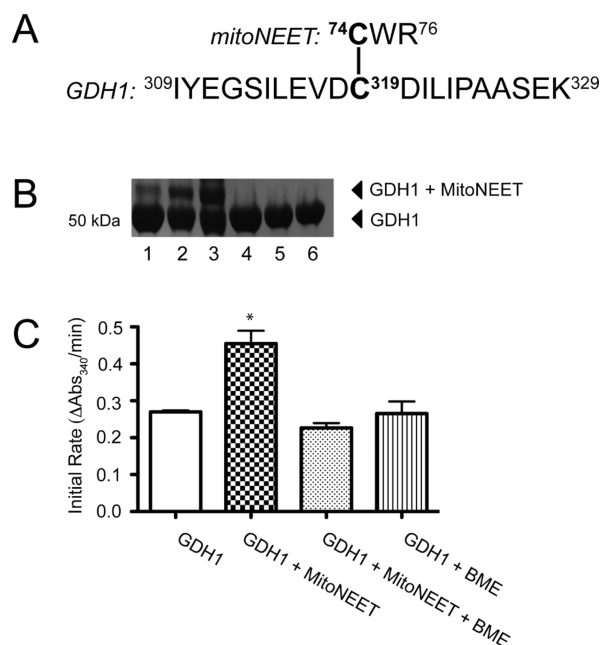 A
mitoNEET: ⁷⁴CWR⁷⁶
GDH1: ³⁰⁹IYEGSILEVDC³¹⁹DILIPAASEK³²⁹
B
GDH1 + MitoNEET
50 kDa
GDH1
1 2 3 4 5 6
C
Initial Rate (ΔAbs₃₄₀/min)
0.5
0.4
0.3
0.2
0.1
0.0
*
GDH1
GDH1 + MitoNEET
GDH1 + MitoNEET + BME
GDH1 + BME